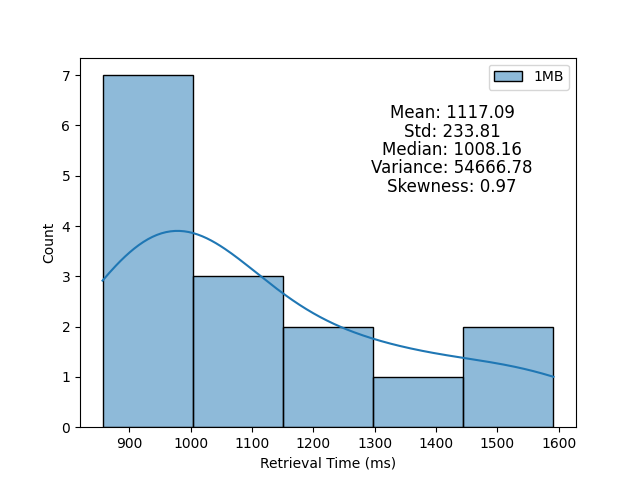 1MB
Mean: 1117.09
Std: 233.81
Median: 1008.16
Variance: 54666.78
Skewness: 0.97
Count
7
6
5
4
3
2
1
0
900 1000 1100 1200 1300 1400 1500 1600
Retrieval Time (ms)